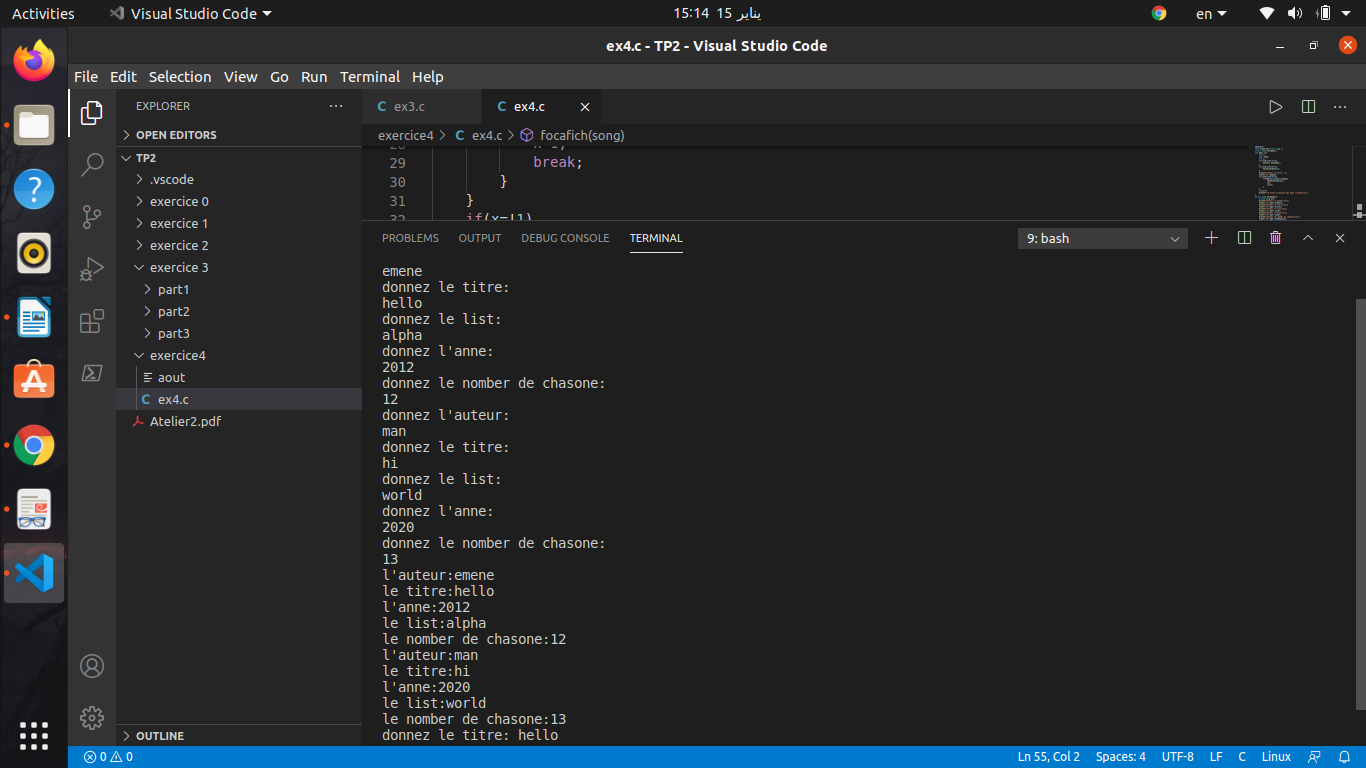 Activities
Visual Studio Code
15:14 15 يناير
en
ex4.c - TP2 - Visual Studio Code
File Edit Selection View Go Run Terminal Help
EXPLORER
OPEN EDITORS
TP2
.vscode
exercice 0
exercice 1
exercice 2
exercice 3
part1
part2
part3
exercice4
aout
C ex4.c
Atelier2.pdf
OUTLINE
C ex3.c
C ex4.c
exercice4 > C ex4.c > focafich(song)
29 break;
30 }
31 }
32 if(x=!1)
PROBLEMS OUTPUT DEBUG CONSOLE TERMINAL
9: bash
emene
donnez le titre:
hello
donnez le list:
alpha
donnez l'anne:
2012
donnez le nomber de chasone:
12
donnez l'auteur:
man
donnez le titre:
hi
donnez le list:
world
donnez l'anne:
2020
donnez le nomber de chasone:
13
l'auteur:emene
le titre:hello
l'anne:2012
le list:alpha
le nomber de chasone:12
l'auteur:man
le titre:hi
l'anne:2020
le list:world
le nomber de chasone:13
donnez le titre: hello
0 0
Ln 55, Col 2 Spaces: 4 UTF-8 LF C Linux